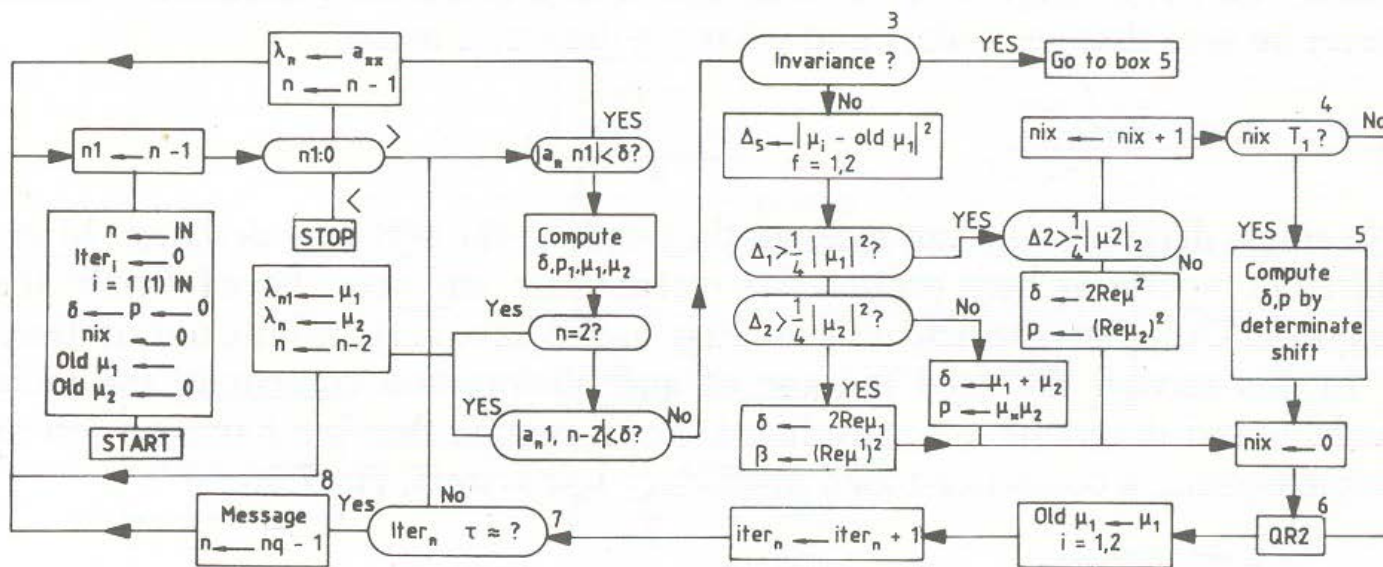 λₙ ← aₓₓ
n ← n - 1
n1 ← n - 1
n1:0
>
<
STOP
n ← IN
Iterᵢ ← 0
i = 1 (1) IN
δ ← p ← 0
nix ← 0
Old μ₁ ←
Old μ₂ ← 0
START
λₙ₁ ← μ₁
λₙ ← μ₂
n ← n-2
YES
|aₙ n1| < δ?
Compute
δ,p₁,μ₁,μ₂
Yes
n=2?
YES
|aₙ1, n-2| < δ?
No
3
Invariance ?
YES
Go to box 5
No
Δ₅ ← |μᵢ - old μ₁|²
f = 1,2
Δ₁ > 1/4 |μ₁|²?
YES
Δ₂ > 1/4 |μ₂|²?
No
YES
δ ← 2Reμ₁
β ← (Reμ¹)²
δ ← μ₁ + μ₂
p ← μₓμ₂
nix ← nix + 1
Δ2 > 1/4 |μ2|₂
No
δ ← 2Reμ²
p ← (Reμ₂)²
4
nix T₁ ?
No
YES
5
Compute
δ,p by
determinate
shift
nix ← 0
6
QR2
Old μ₁ ← μ₁
i = 1,2
iterₙ ← iterₙ + 1
7
No
Iterₙ τ ≈ ?
Yes
8
Message
n ← nq - 1